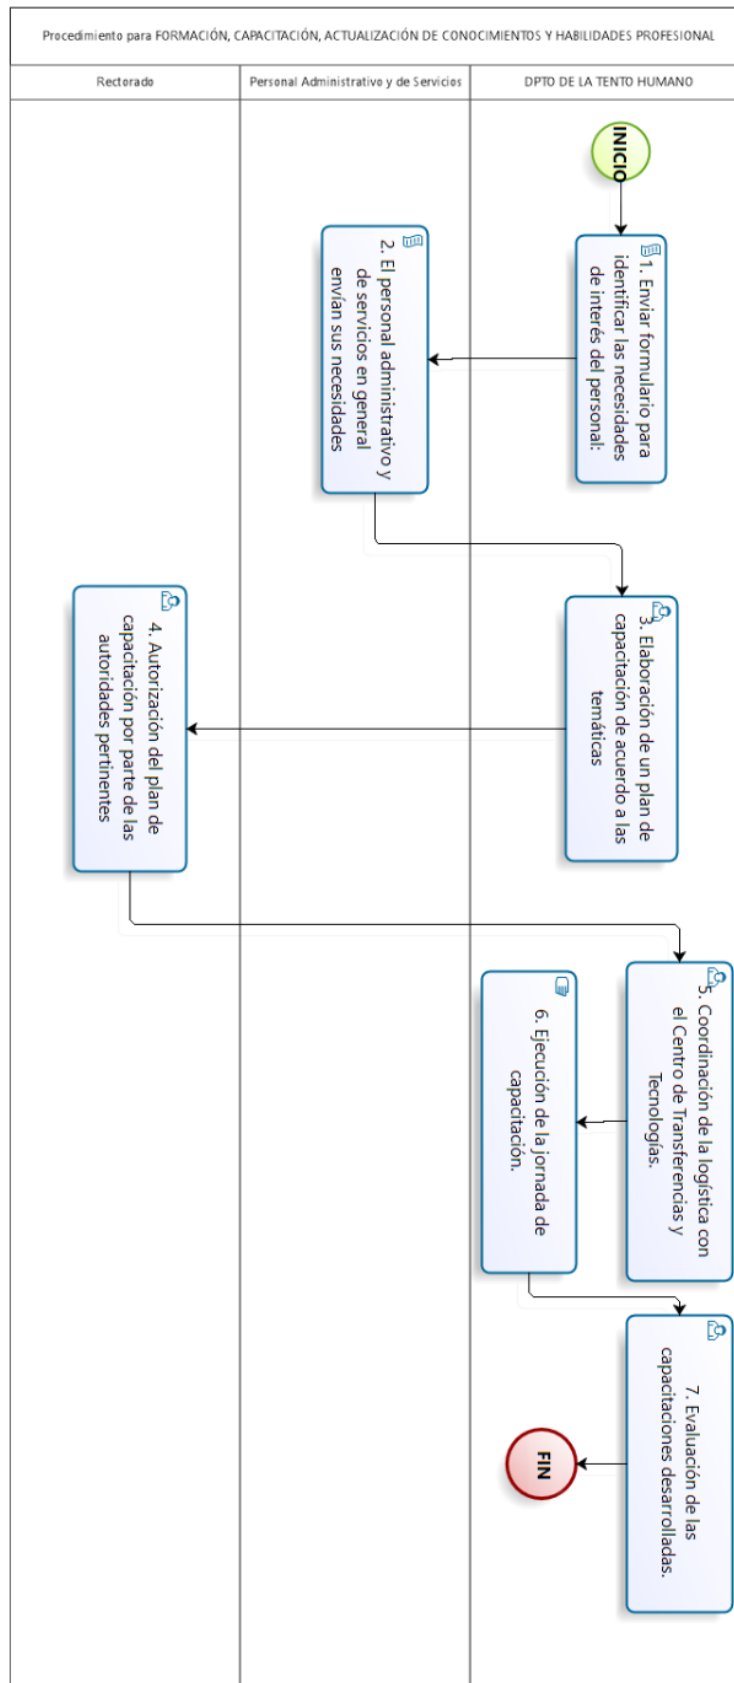 Procedimiento para FORMACIÓN, CAPACITACIÓN, ACTUALIZACIÓN DE CONOCIMIENTOS Y HABILIDADES PROFESIONAL
Rectorado
Personal Administrativo y de Servicios
DPTO DE LA TENTO HUMANO
INICIO
1. Enviar formulario para
identificar las necesidades
de interés del personal:
2. El personal administrativo y
de servicios en general
envían sus necesidades
3. Elaboración de un plan de
capacitación de acuerdo a las
temáticas
4. Autorización del plan de
capacitación por parte de las
autoridades pertinentes
5. Coordinación de la logística con
el Centro de Transferencias y
Tecnologías.
6. Ejecución de la jornada de
capacitación.
7. Evaluación de las
capacitaciones desarrolladas.
FIN